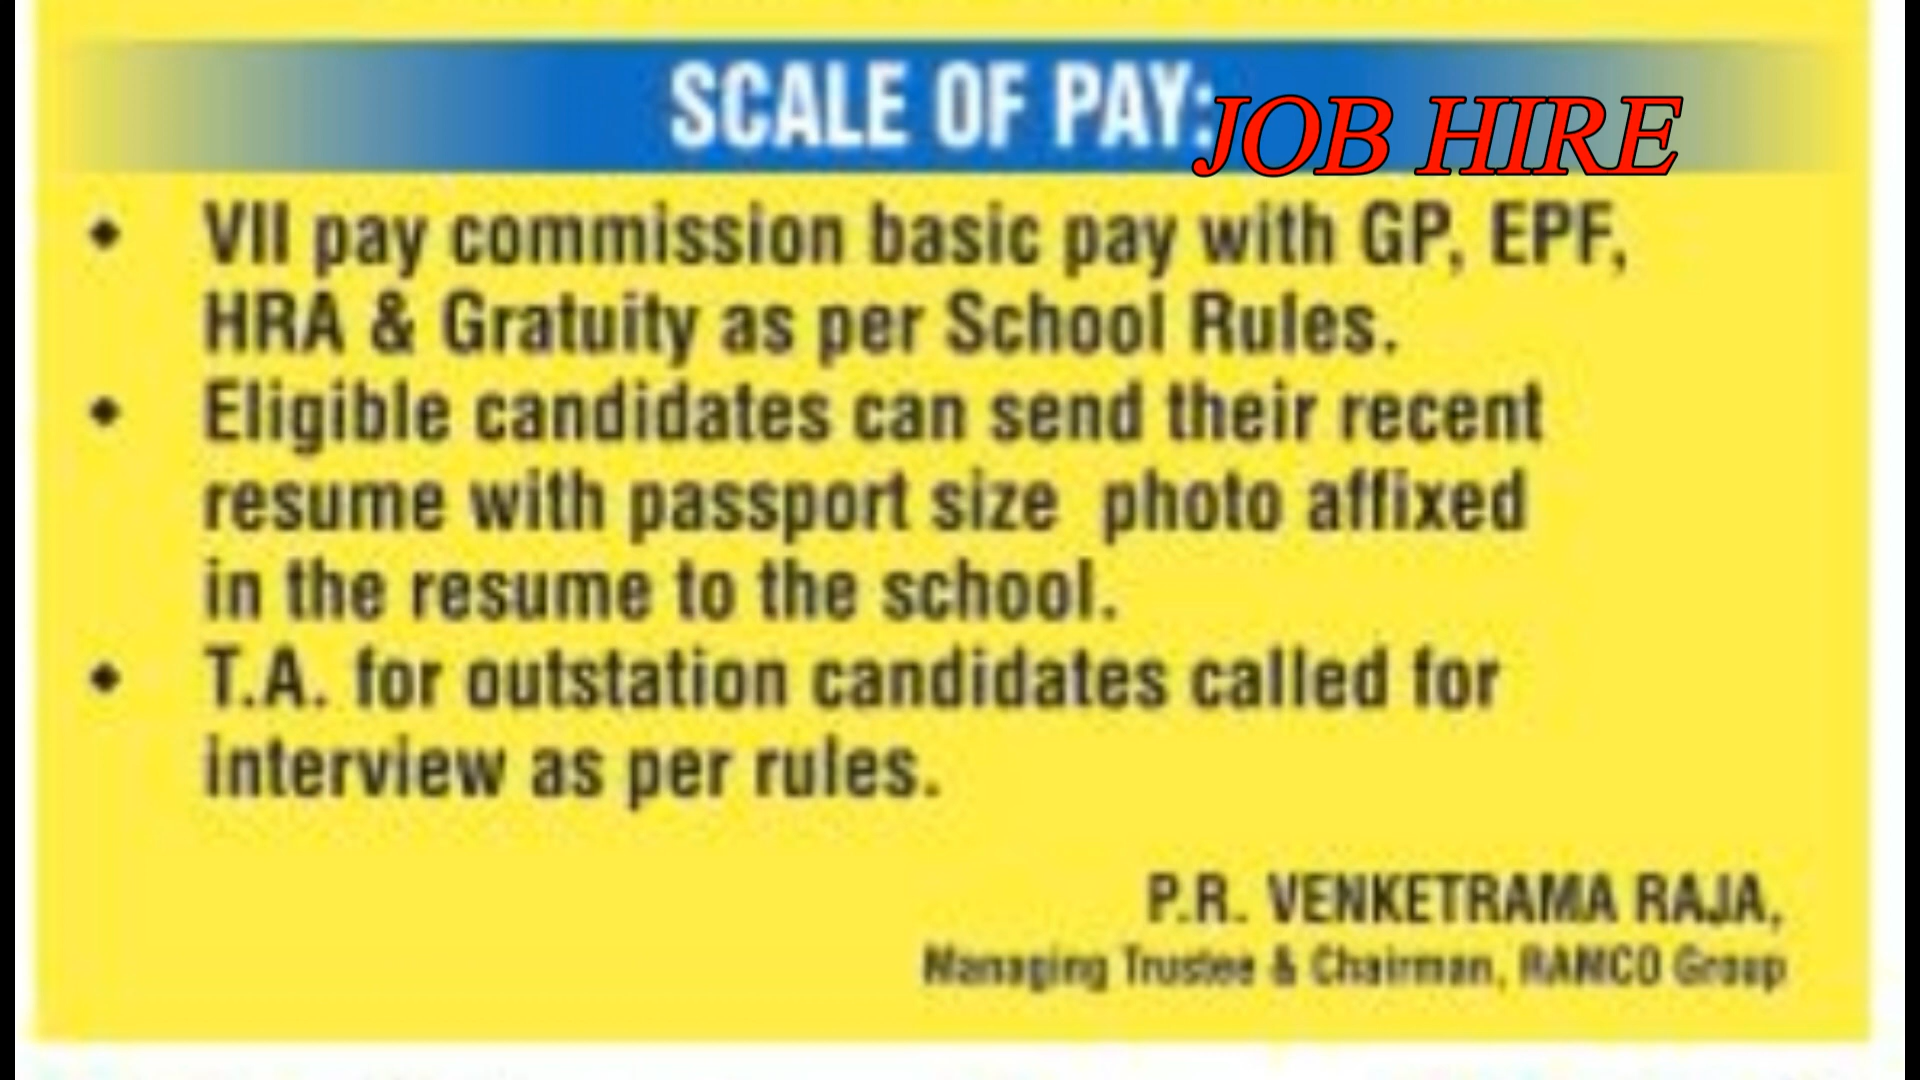 SCALE OF PAY:
JOB HIRE
• VII pay commission basic pay with GP, EPF,
HRA & Gratuity as per School Rules.
• Eligible candidates can send their recent
resume with passport size photo affixed
in the resume to the school.
• T.A. for outstation candidates called for
interview as per rules.
P.R. VENKETRAMA RAJA,
Managing Trustee & Chairman, RAMCO Group